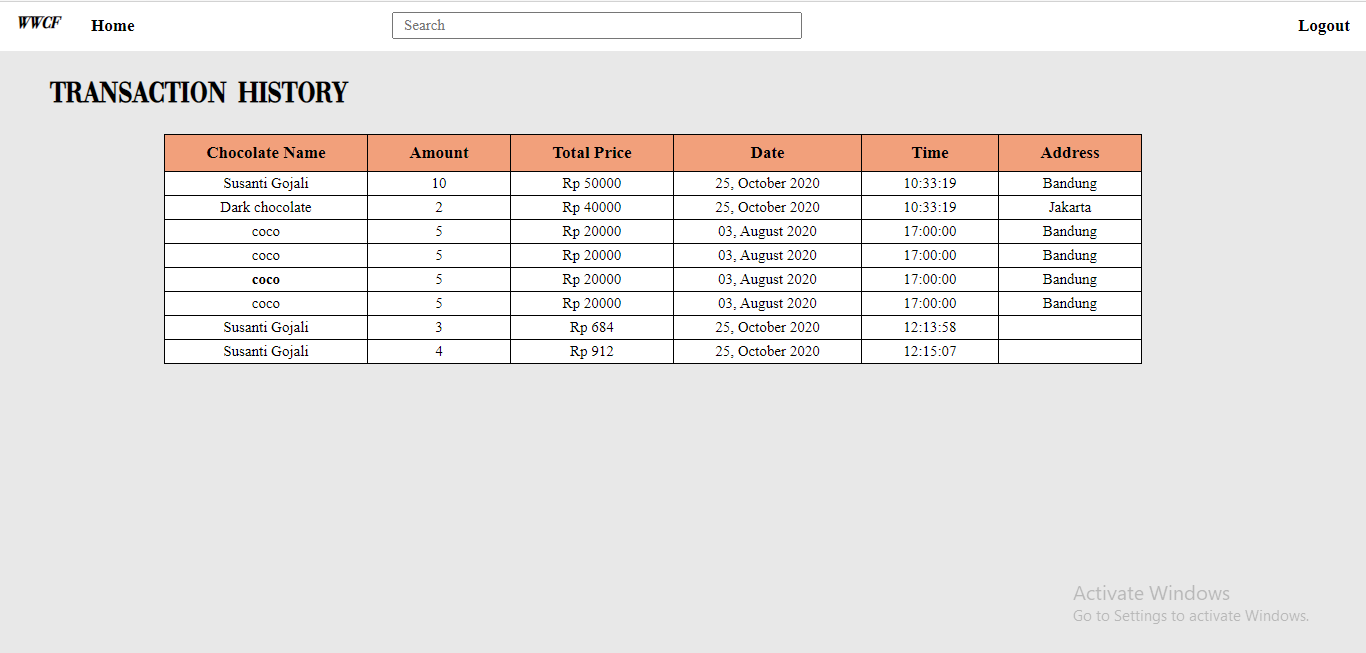 WWCF Home Search Logout
TRANSACTION HISTORY
Chocolate Name Amount Total Price Date Time Address
Susanti Gojali 10 Rp 50000 25, October 2020 10:33:19 Bandung
Dark chocolate 2 Rp 40000 25, October 2020 10:33:19 Jakarta
coco 5 Rp 20000 03, August 2020 17:00:00 Bandung
coco 5 Rp 20000 03, August 2020 17:00:00 Bandung
coco 5 Rp 20000 03, August 2020 17:00:00 Bandung
coco 5 Rp 20000 03, August 2020 17:00:00 Bandung
Susanti Gojali 3 Rp 684 25, October 2020 12:13:58
Susanti Gojali 4 Rp 912 25, October 2020 12:15:07
Activate Windows
Go to Settings to activate Windows.